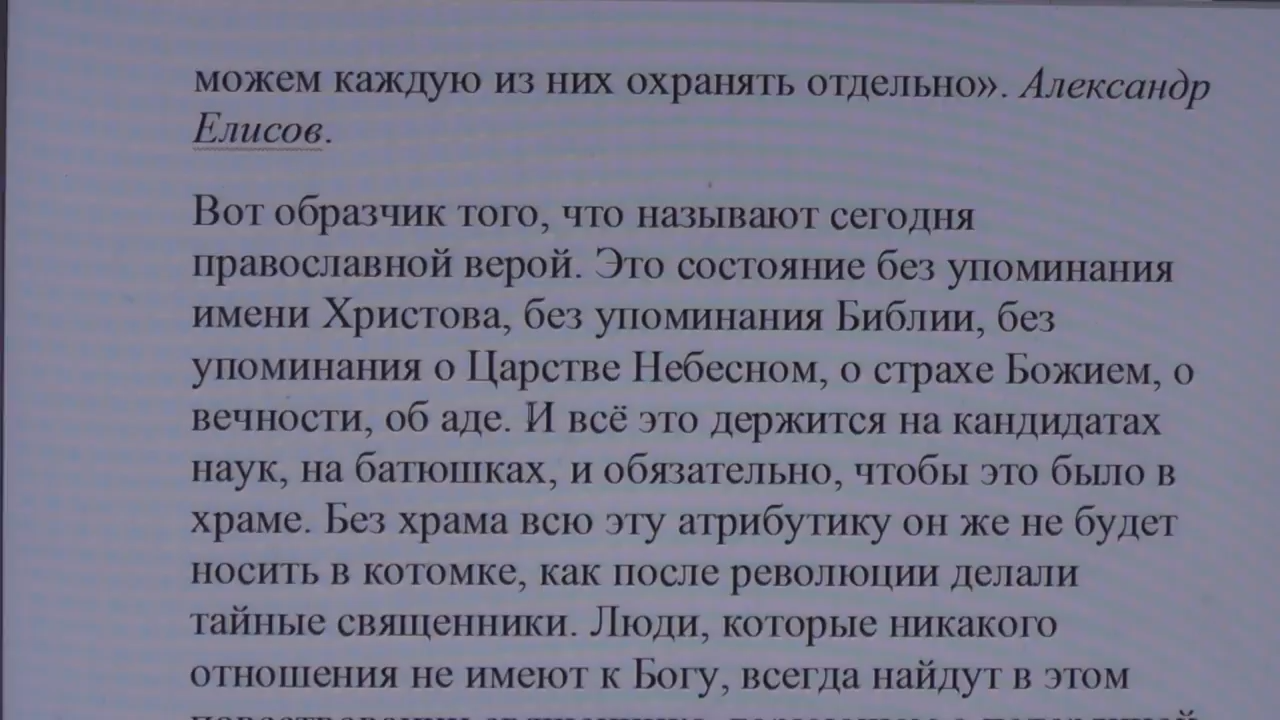 можем каждую из них охранять отдельно». Александр
Елисов.
Вот образчик того, что называют сегодня
православной верой. Это состояние без упоминания
имени Христова, без упоминания Библии, без
упоминания о Царстве Небесном, о страхе Божием, о
вечности, об аде. И всё это держится на кандидатах
наук, на батюшках, и обязательно, чтобы это было в
храме. Без храма всю эту атрибутику он же не будет
носить в котомке, как после революции делали
тайные священники. Люди, которые никакого
отношения не имеют к Богу, всегда найдут в этом